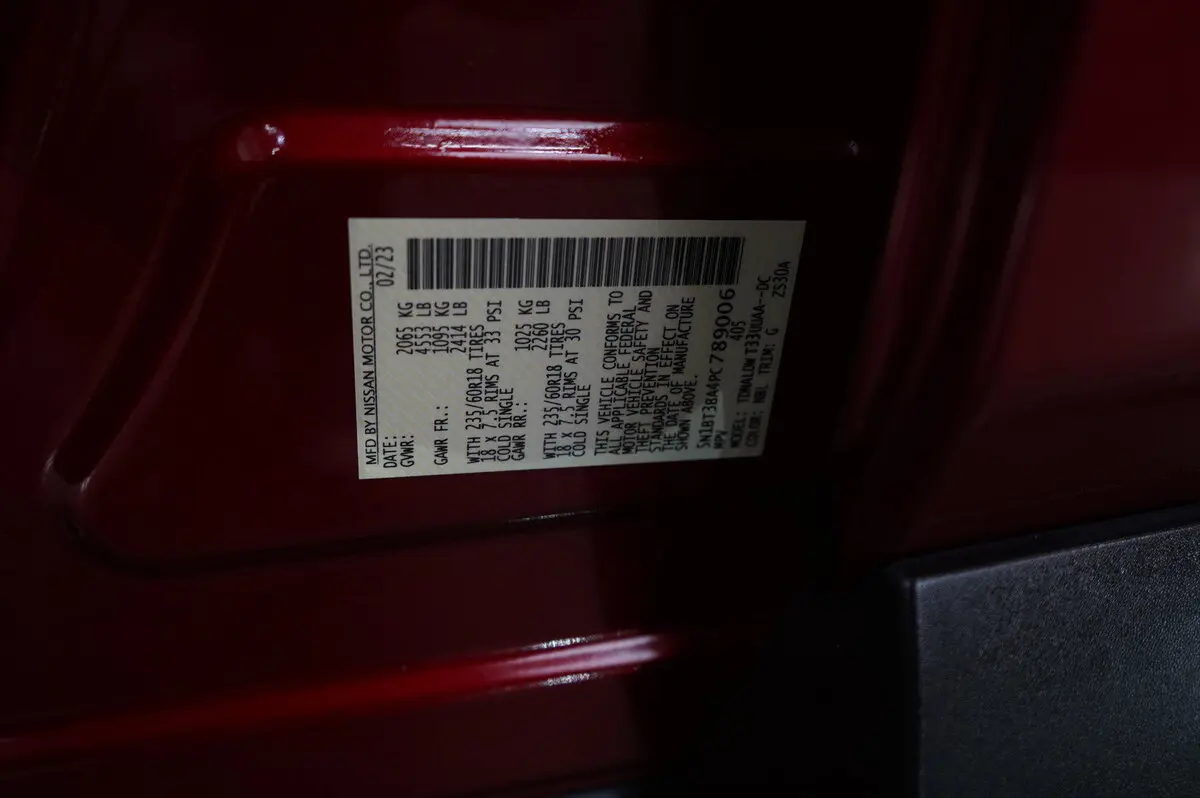 MFD BY NISSAN MOTOR CO., LTD.
DATE: 02/23
GVWR: 2065 KG
4553 LB
GAWR FR.: 1095 KG
2414 LB
WITH 235/60R18 TIRES
18 X 7.5 RIMS AT 33 PSI
COLD SINGLE
GAWR RR.: 1025 KG
2260 LB
WITH 235/60R18 TIRES
18 X 7.5 RIMS AT 30 PSI
COLD SINGLE
THIS VEHICLE CONFORMS TO
ALL APPLICABLE FEDERAL
MOTOR VEHICLE SAFETY AND
THEFT PREVENTION
STANDARDS IN EFFECT ON
THE DATE OF MANUFACTURE
SHOWN ABOVE.
5N1BT3BA4PC789006
MPV 405
MODEL: TDNALDW T33UUAA--DC
COLOR: NBL TRIM: G ZS30A